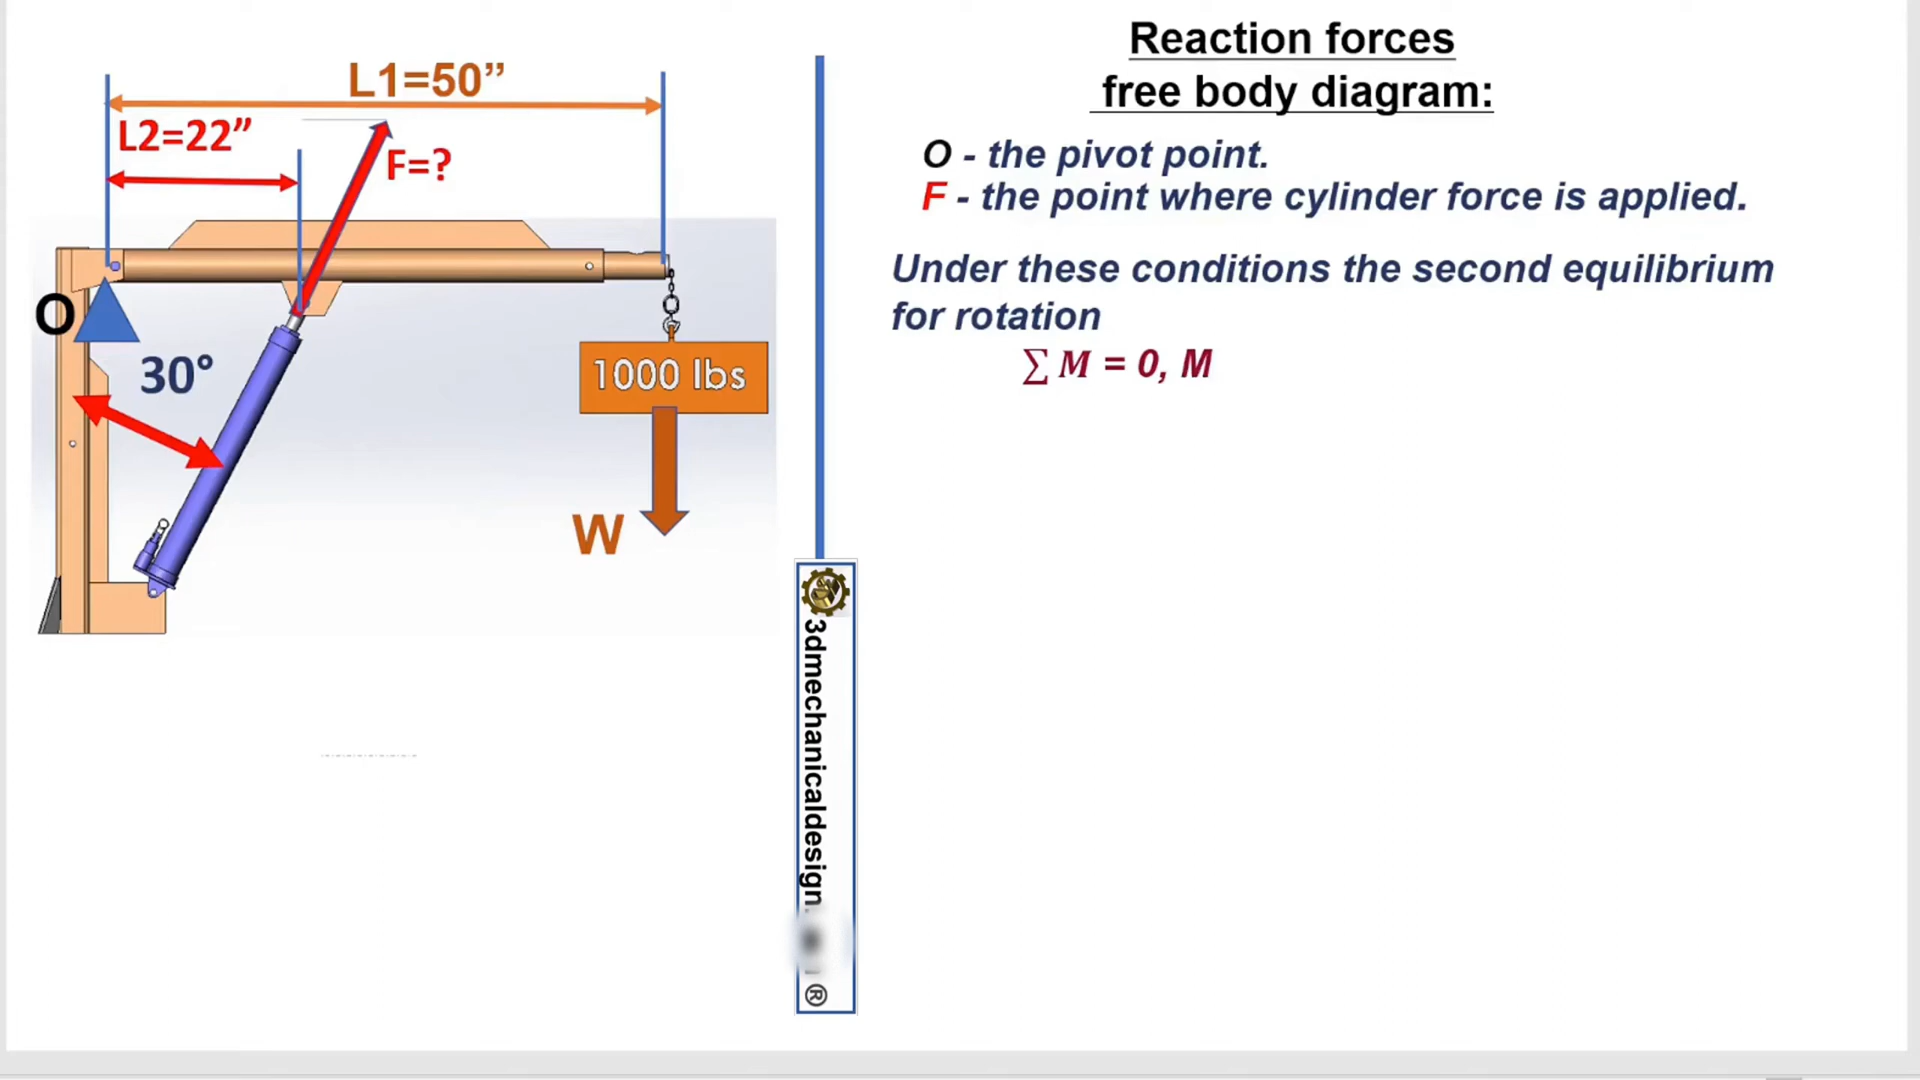 L1=50”
L2=22”
F=?
O
30°
1000 lbs
W
3dmechanicaldesign.
®
Reaction forces
free body diagram:
O - the pivot point.
F - the point where cylinder force is applied.
Under these conditions the second equilibrium
for rotation
∑ M = 0, M